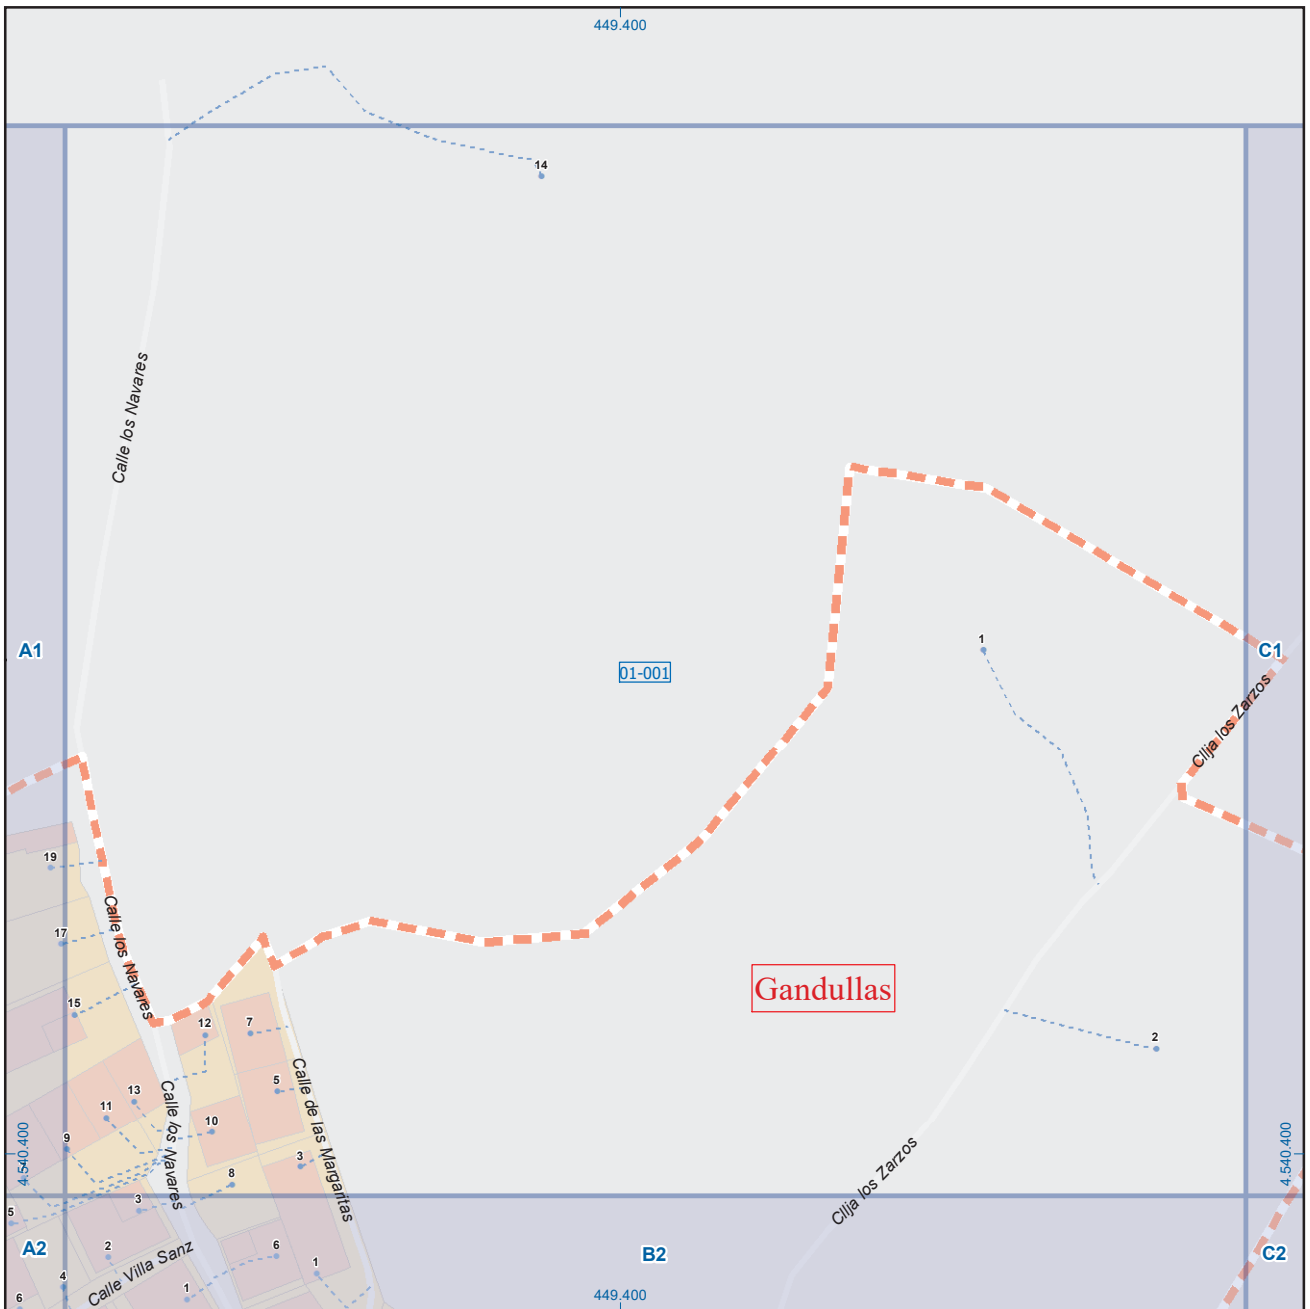 449.400
14
Calle los Navares
1
A1
01-001
C1
Cllja los Zarzos
19
Calle los Navares
17
15
Gandullas
12
7
2
Calle de las Margaritas
5
13
Calle los Navares
11
10
9
4.540.400
4.540.400
3
8
Cllja los Zarzos
3
5
A2
2
Calle Villa Sanz
6
B2
C2
1
4
1
6
449.400